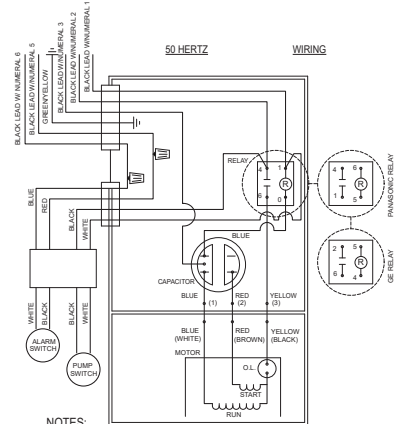 50 HERTZ WIRING
BLACK LEAD W/NUMERAL 6
BLACK LEAD W/NUMERAL 5
GREEN/YELLOW
BLACK LEAD W/NUMERAL 3
BLACK LEAD W/NUMERAL 2
BLACK LEAD W/NUMERAL 1
RELAY
4 1
R
6 0
4 6
R
1 5
PANASONIC RELAY
2 5
R
6 4
GE RELAY
BLUE
RED
BLACK
WHITE
BLUE
CAPACITOR
BLUE (1)
RED (2)
YELLOW (3)
WHITE
BLACK
BLACK
WHITE
ALARM
SWITCH
PUMP
SWITCH
BLUE
(WHITE)
RED
(BROWN)
YELLOW
(BLACK)
MOTOR
O.L.
START
RUN
NOTES: